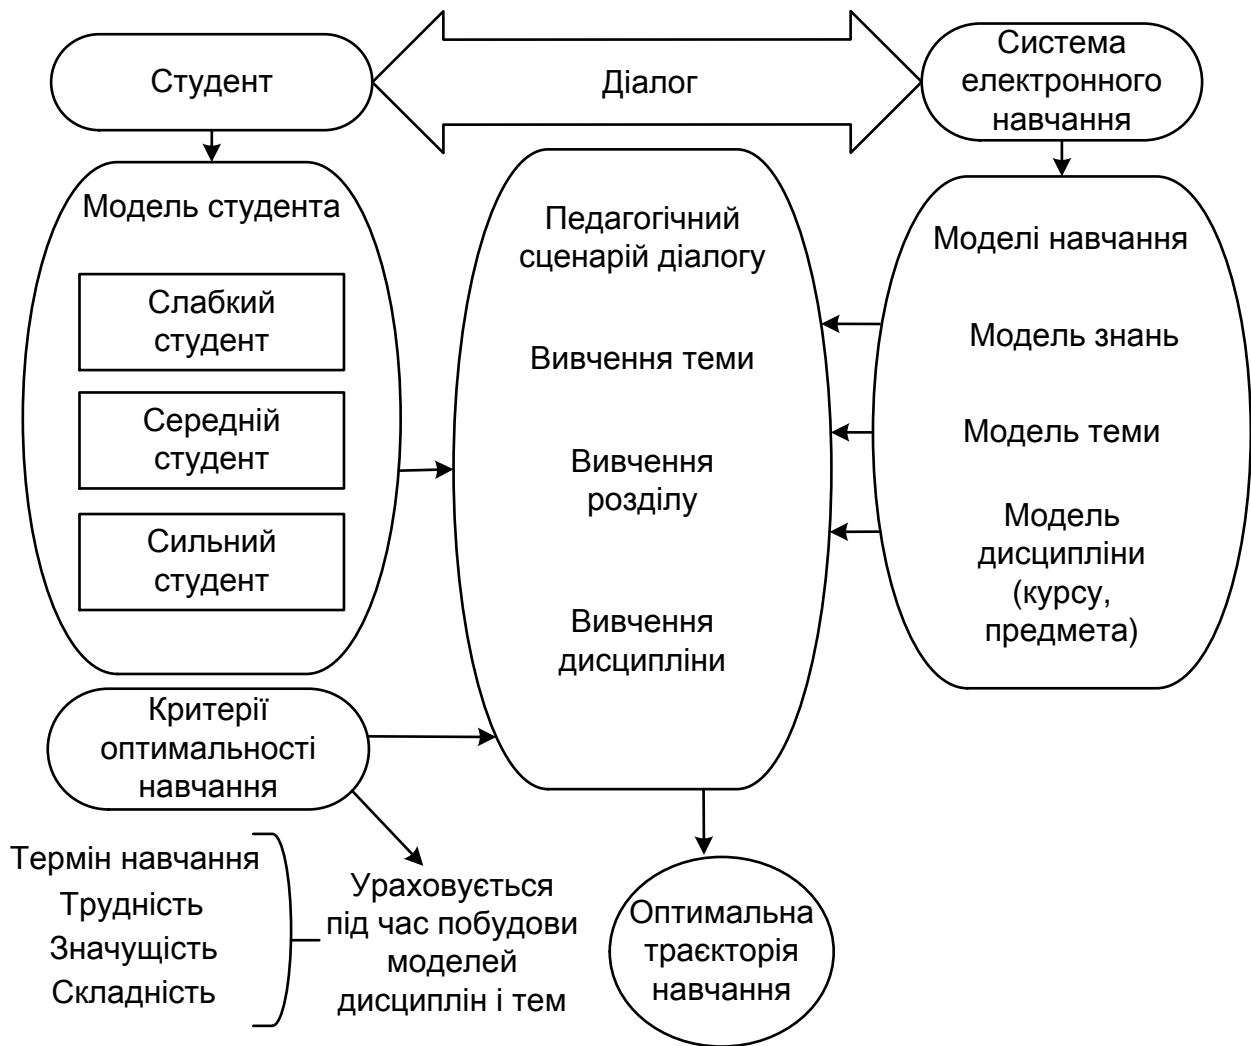 Студент
Діалог
Система
електронного
навчання
Модель студента
Слабкий
студент
Середній
студент
Сильний
студент
Педагогічний
сценарій діалогу
Вивчення теми
Вивчення
розділу
Вивчення
дисципліни
Моделі навчання
Модель знань
Модель теми
Модель
дисципліни
(курсу,
предмета)
Критерії
оптимальності
навчання
Термін навчання
Трудність
Значущість
Складність
Ураховується
під час побудови
моделей
дисциплін і тем
Оптимальна
траєкторія
навчання